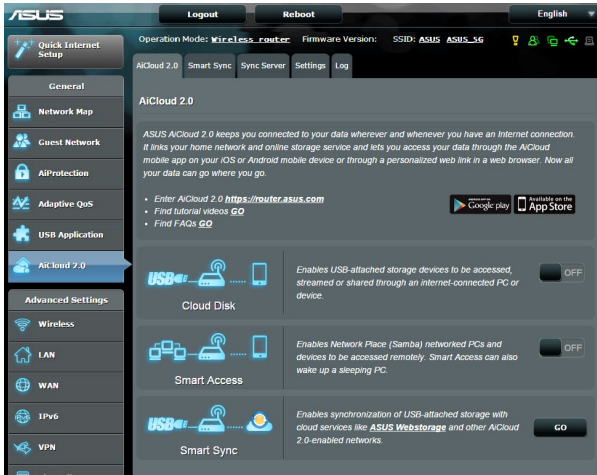 ASUS
Logout
Reboot
English
Quick Internet
Setup
Operation Mode: Wireless router Firmware Version: SSID: ASUS ASUS_5G
AiCloud 2.0
Smart Sync
Sync Server
Settings
Log
General
Network Map
Guest Network
AiProtection
Adaptive QoS
USB Application
AiCloud 2.0
Advanced Settings
Wireless
LAN
WAN
IPv6
VPN
AiCloud 2.0
ASUS AiCloud 2.0 keeps you connected to your data wherever and whenever you have an Internet connection.
It links your home network and online storage service and lets you access your data through the AiCloud
mobile app on your iOS or Android mobile device or through a personalized web link in a web browser. Now all
your data can go where you go.
• Enter AiCloud 2.0 https://router.asus.com
• Find tutorial videos GO
• Find FAQs GO
Google play
Available on the
App Store
USB
Cloud Disk
Enables USB-attached storage devices to be accessed,
streamed or shared through an internet-connected PC or
device.
OFF
Smart Access
Enables Network Place (Samba) networked PCs and
devices to be accessed remotely. Smart Access can also
wake up a sleeping PC.
OFF
USB
Smart Sync
Enables synchronization of USB-attached storage with
cloud services like ASUS Webstorage and other AiCloud
2.0-enabled networks.
GO